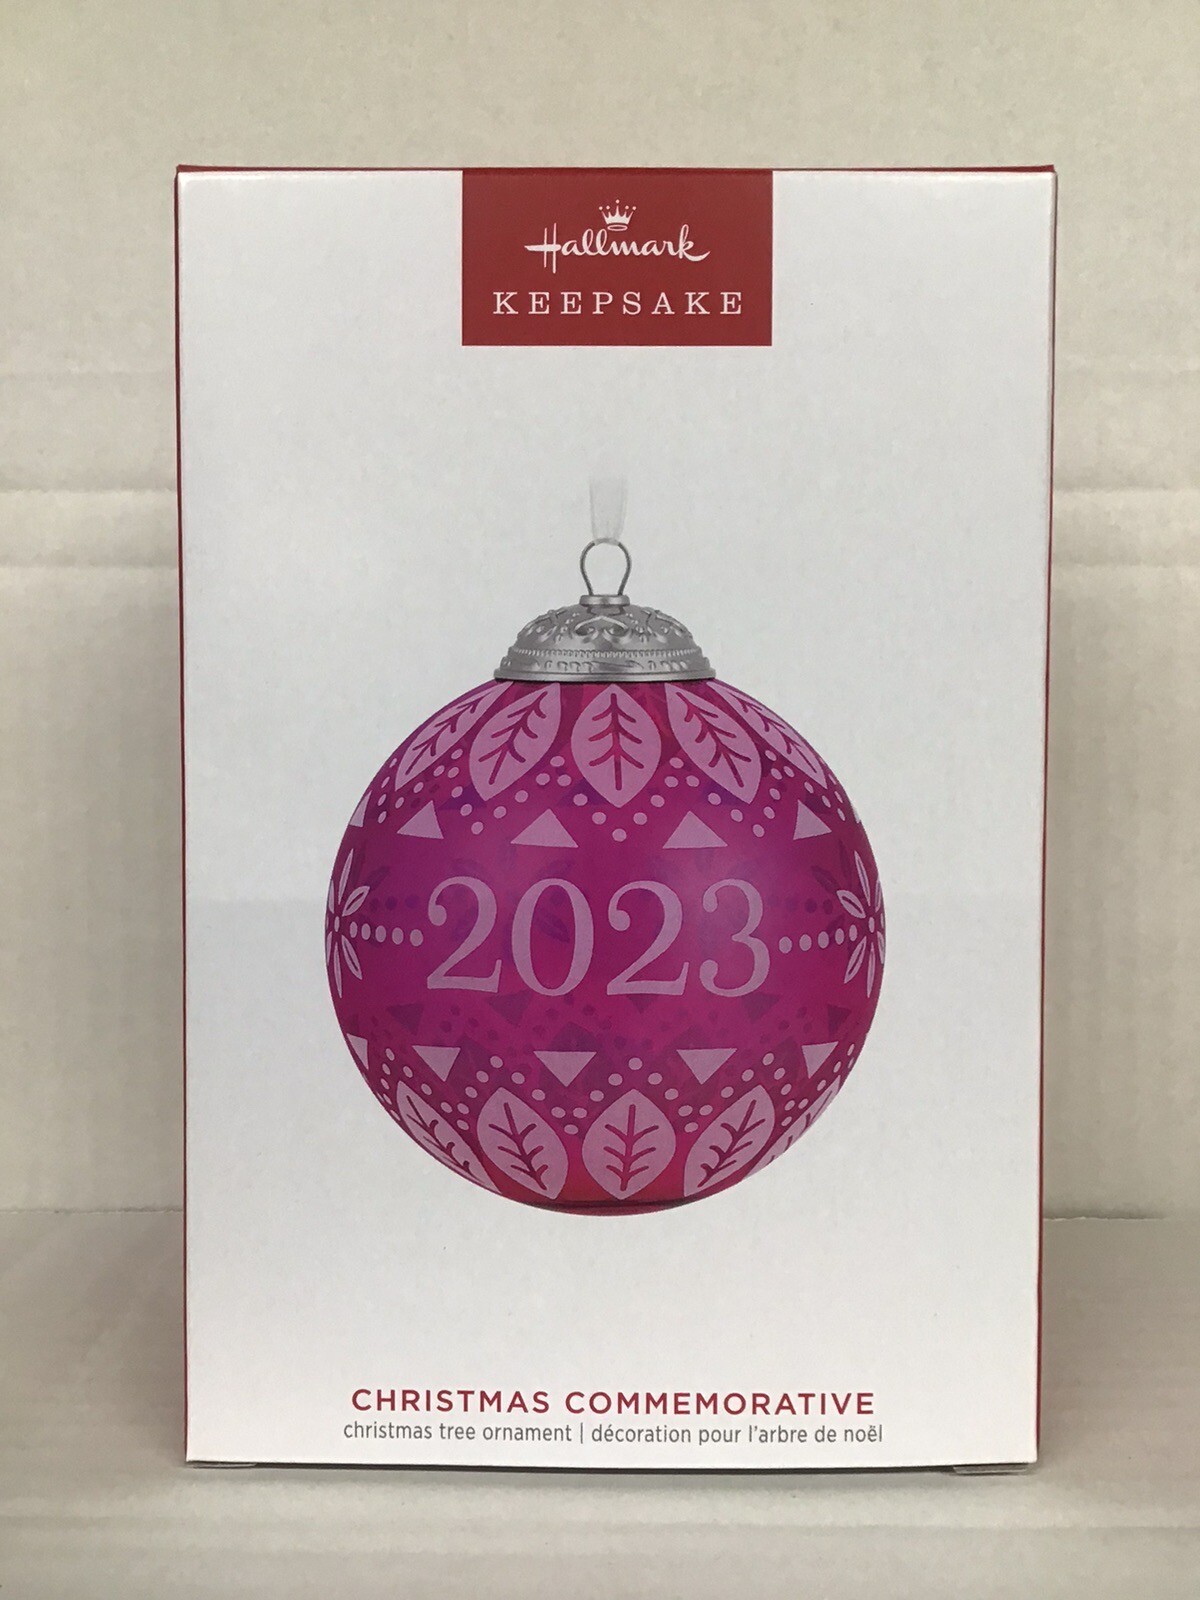 Hallmark
KEEPSAKE
2023
CHRISTMAS COMMEMORATIVE
christmas tree ornament | décoration pour l'arbre de noël